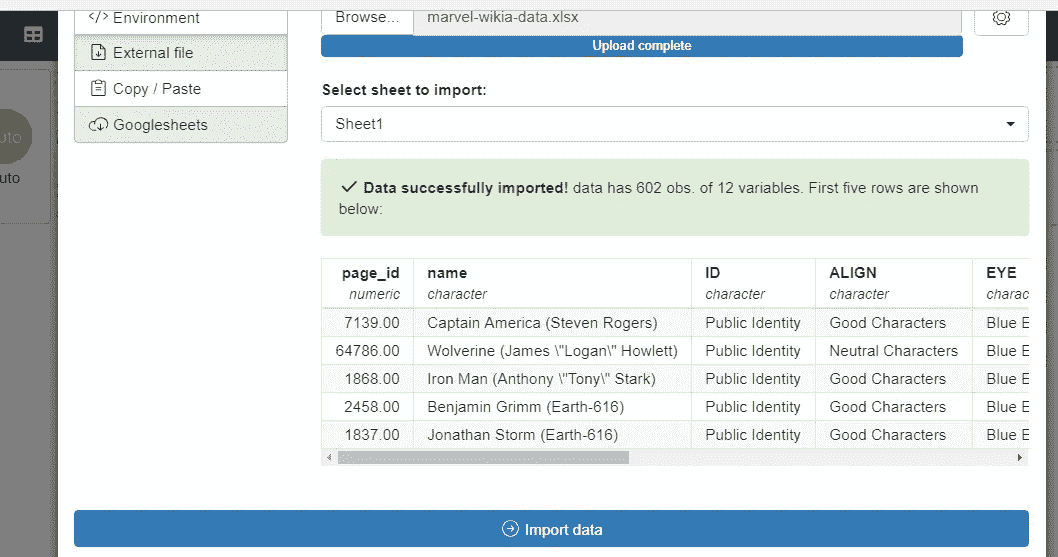 Environment
Browse... marvel-wikia-data.xlsx
Upload complete
External file
Copy / Paste
Googlesheets
uto
uto
Select sheet to import:
Sheet1
Data successfully imported! data has 602 obs. of 12 variables. First five rows are shown
below:
page_id name ID ALIGN EYE
numeric character character character charac
7139.00 Captain America (Steven Rogers) Public Identity Good Characters Blue E
64786.00 Wolverine (James \"Logan\" Howlett) Public Identity Neutral Characters Blue E
1868.00 Iron Man (Anthony \"Tony\" Stark) Public Identity Good Characters Blue E
2458.00 Benjamin Grimm (Earth-616) Public Identity Good Characters Blue E
1837.00 Jonathan Storm (Earth-616) Public Identity Good Characters Blue E
Import data